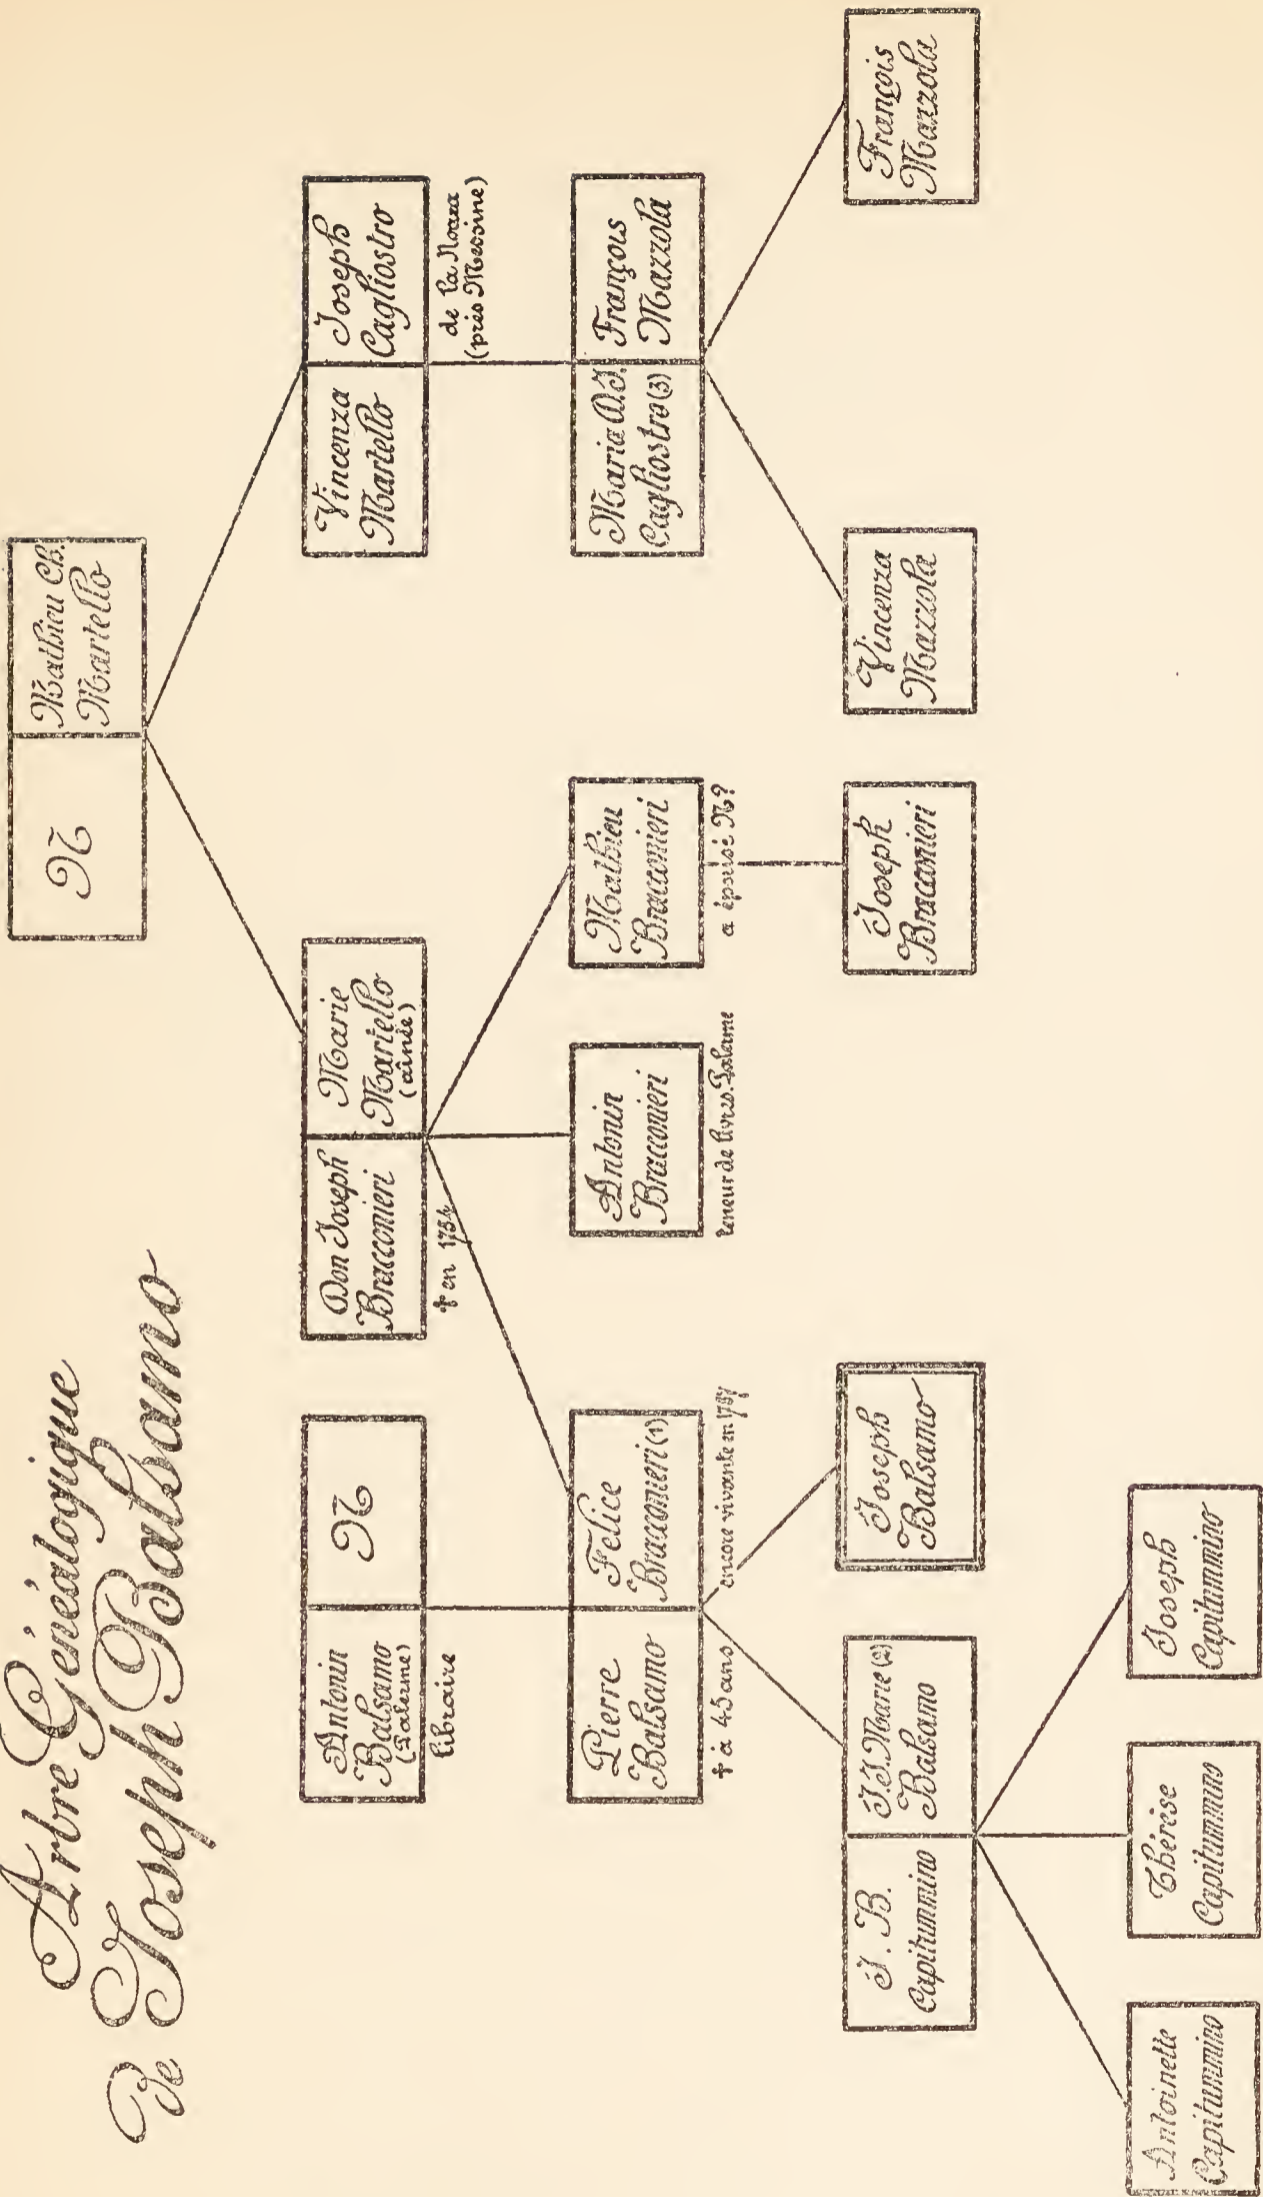 Arbre Généalogique
De Joseph Balsamo
N
Mathieu Ch.
Martello
Antonin
Balsamo
(Palerme)
libraire
N
Don Joseph
Bracconieri
† en 1754
Marie
Martello
(aînée)
Vincenza
Martello
Joseph
Cagliostro
de la Noara
(près Messine)
Pierre
Balsamo
† à 45 ans
Felice
Bracconieri (1)
encore vivante en 1787
Antonin
Bracconieri
teneur de livres. Palerme
Mathieu
Bracconieri
a épousé N?
Maria D.J.
Cagliostro (3)
François
Mazzola
J. B.
Capitummino
J.J. Marie (2)
Balsamo
Joseph
Balsamo
Joseph
Bracconieri
Vincenza
Mazzola
François
Mazzola
Antoinette
Capitummino
Thérèse
Capitummino
Joseph
Capitummino